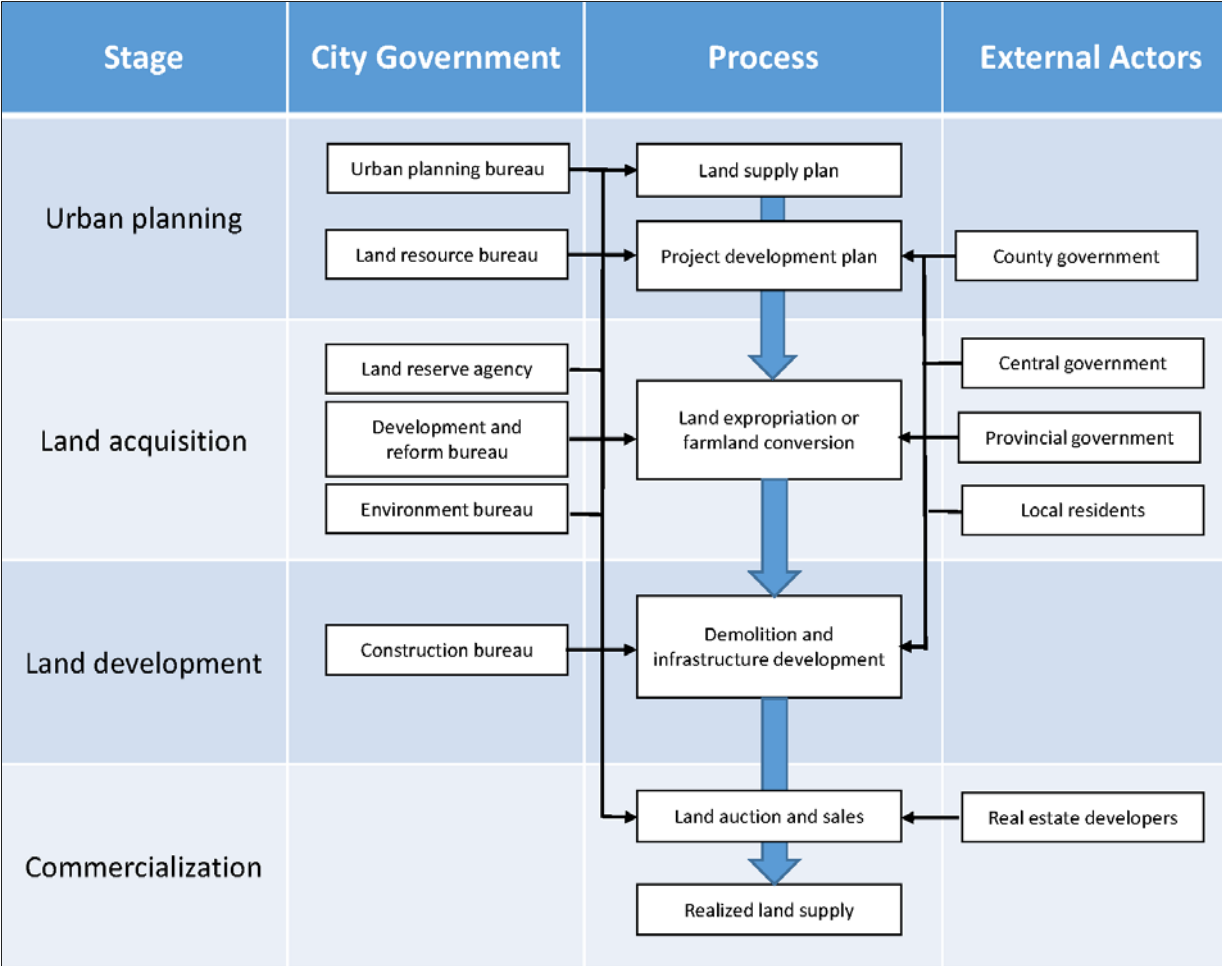 Stage
City Government
Process
External Actors
Urban planning
Urban planning bureau
Land supply plan
Land resource bureau
Project development plan
County government
Land acquisition
Land reserve agency
Development and
reform bureau
Environment bureau
Land expropriation or
farmland conversion
Central government
Provincial government
Local residents
Land development
Construction bureau
Demolition and
infrastructure development
Commercialization
Land auction and sales
Real estate developers
Realized land supply